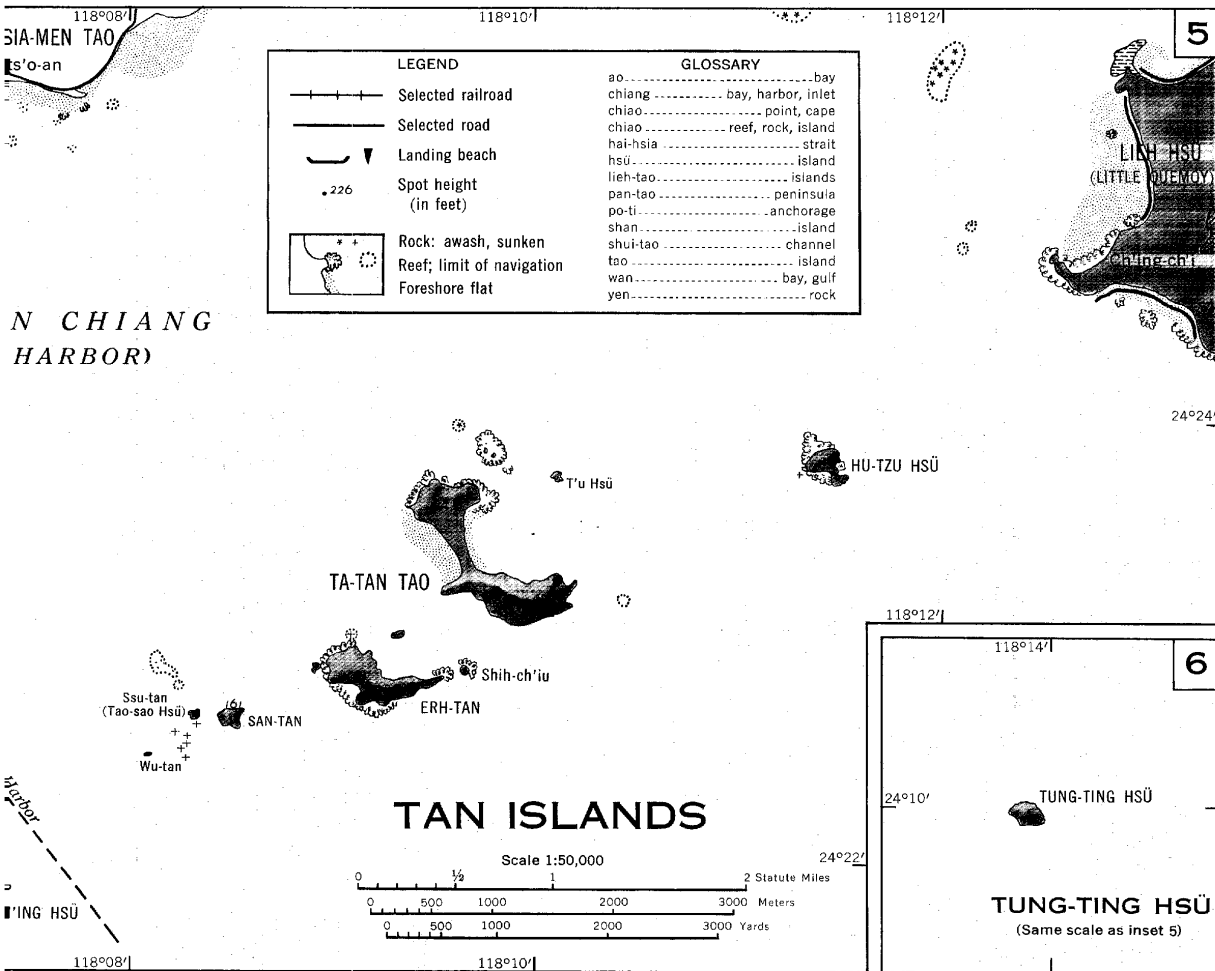 118°08′
118°10′
118°12′
5
SIA-MEN TAO
ts'o-an
LEGEND
Selected railroad
Selected road
Landing beach
.226 Spot height
(in feet)
Rock: awash, sunken
Reef; limit of navigation
Foreshore flat
GLOSSARY
ao bay
chiang bay, harbor, inlet
chiao point, cape
chiao reef, rock, island
hai-hsia strait
hsü island
lieh-tao islands
pan-tao peninsula
po-ti anchorage
shan island
shui-tao channel
tao island
wan bay, gulf
yen rock
LIEH HSÜ
(LITTLE QUEMOY)
Ch'ing-ch'i
N CHIANG
HARBOR)
24°24′
HU-TZU HSÜ
T'u Hsü
TA-TAN TAO
118°12′
118°14′
6
Shih-ch'iu
ERH-TAN
Ssu-tan
(Tao-sao Hsü)
161
SAN-TAN
Wu-tan
Harbor
24°10′
TUNG-TING HSÜ
TAN ISLANDS
Scale 1:50,000
0 ½ 1 2 Statute Miles
0 500 1000 2000 3000 Meters
0 500 1000 2000 3000 Yards
24°22′
'ING HSÜ
TUNG-TING HSÜ
(Same scale as inset 5)
118°08′
118°10′